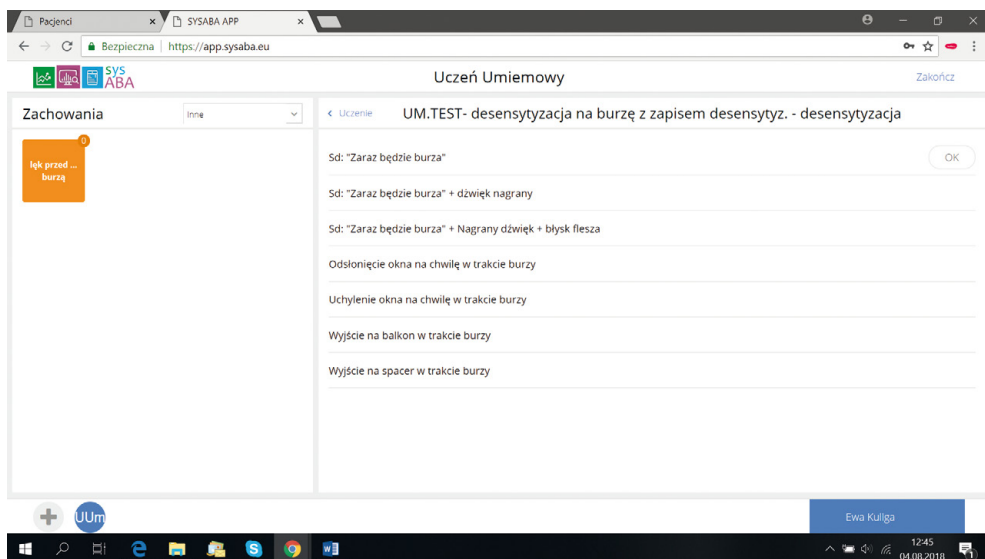 Pacjenci
SYSABA APP
Bezpieczna https://app.sysaba.eu
sys
ABA
Uczeń Umiemowy
Zakończ
Zachowania
Inne
Uczenie
UM.TEST- desensytyzacja na burzę z zapisem desensytyz. - desensytyzacja
0
lęk przed ...
burzą
Sd: "Zaraz będzie burza"
OK
Sd: "Zaraz będzie burza" + dźwięk nagrany
Sd: "Zaraz będzie burza" + Nagrany dźwięk + błysk flesza
Odsłonięcie okna na chwilę w trakcie burzy
Uchylenie okna na chwilę w trakcie burzy
Wyjście na balkon w trakcie burzy
Wyjście na spacer w trakcie burzy
UUm
Ewa Kuliga
12:45
04.08.2018